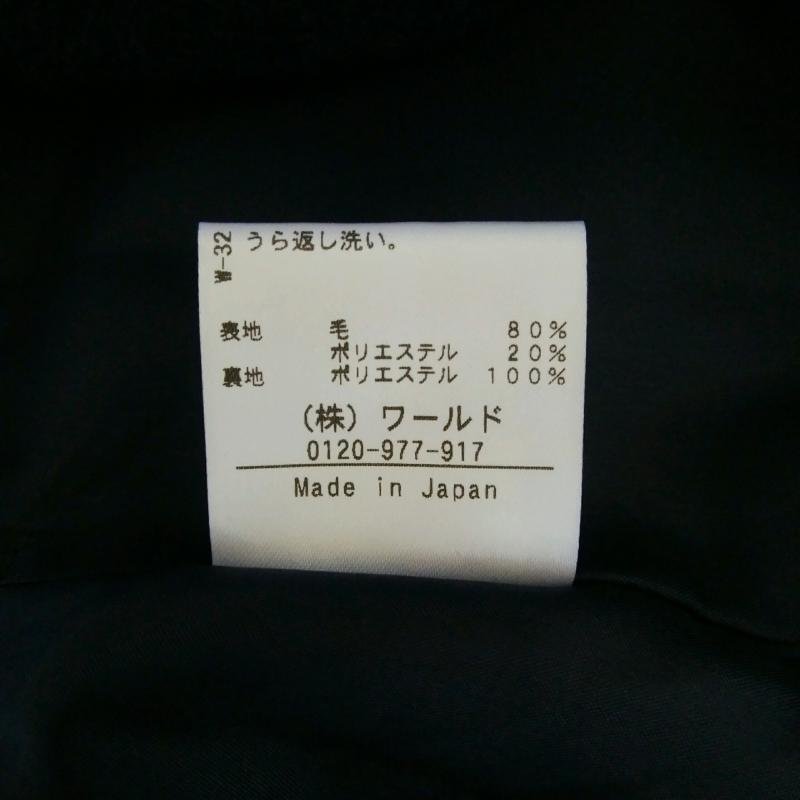 W-32 うら返し洗い。
表地 毛 80%
ポリエステル 20%
裏地 ポリエステル 100%
(株)ワールド
0120-977-917
Made in Japan